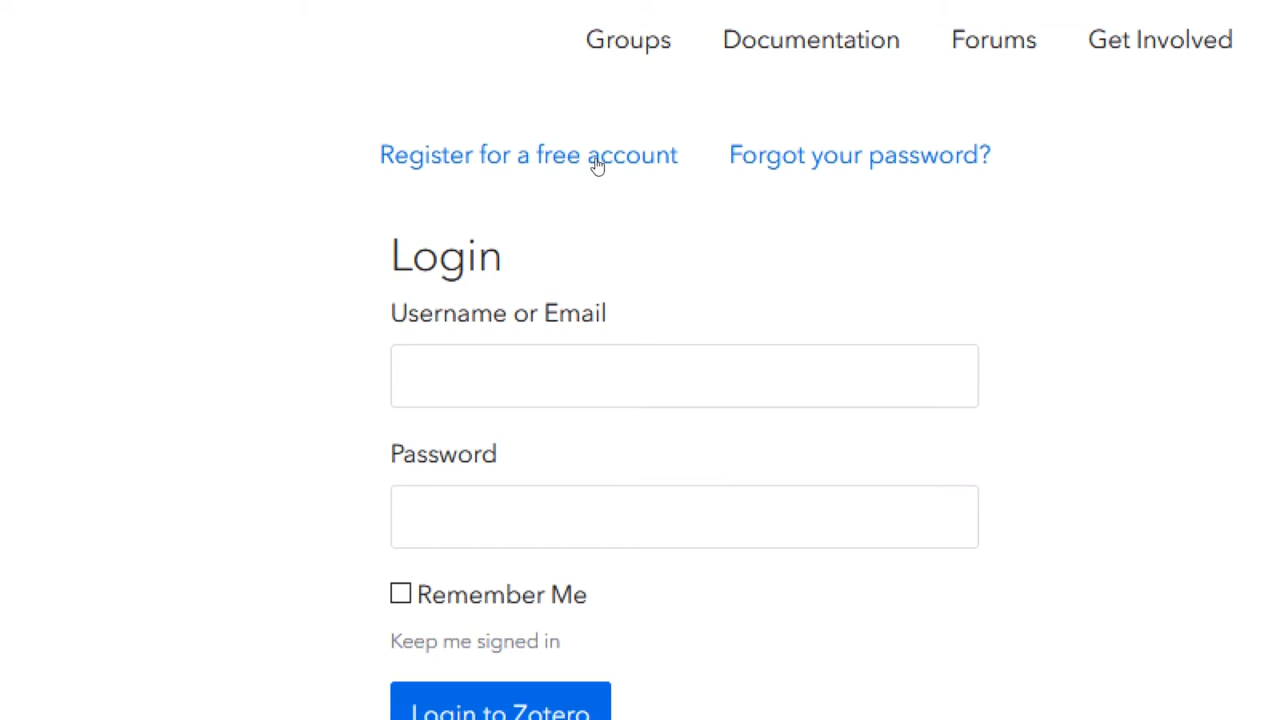 Groups Documentation Forums Get Involved
Register for a free account Forgot your password?
Login
Username or Email
Password
Remember Me
Keep me signed in
Login to Zotero